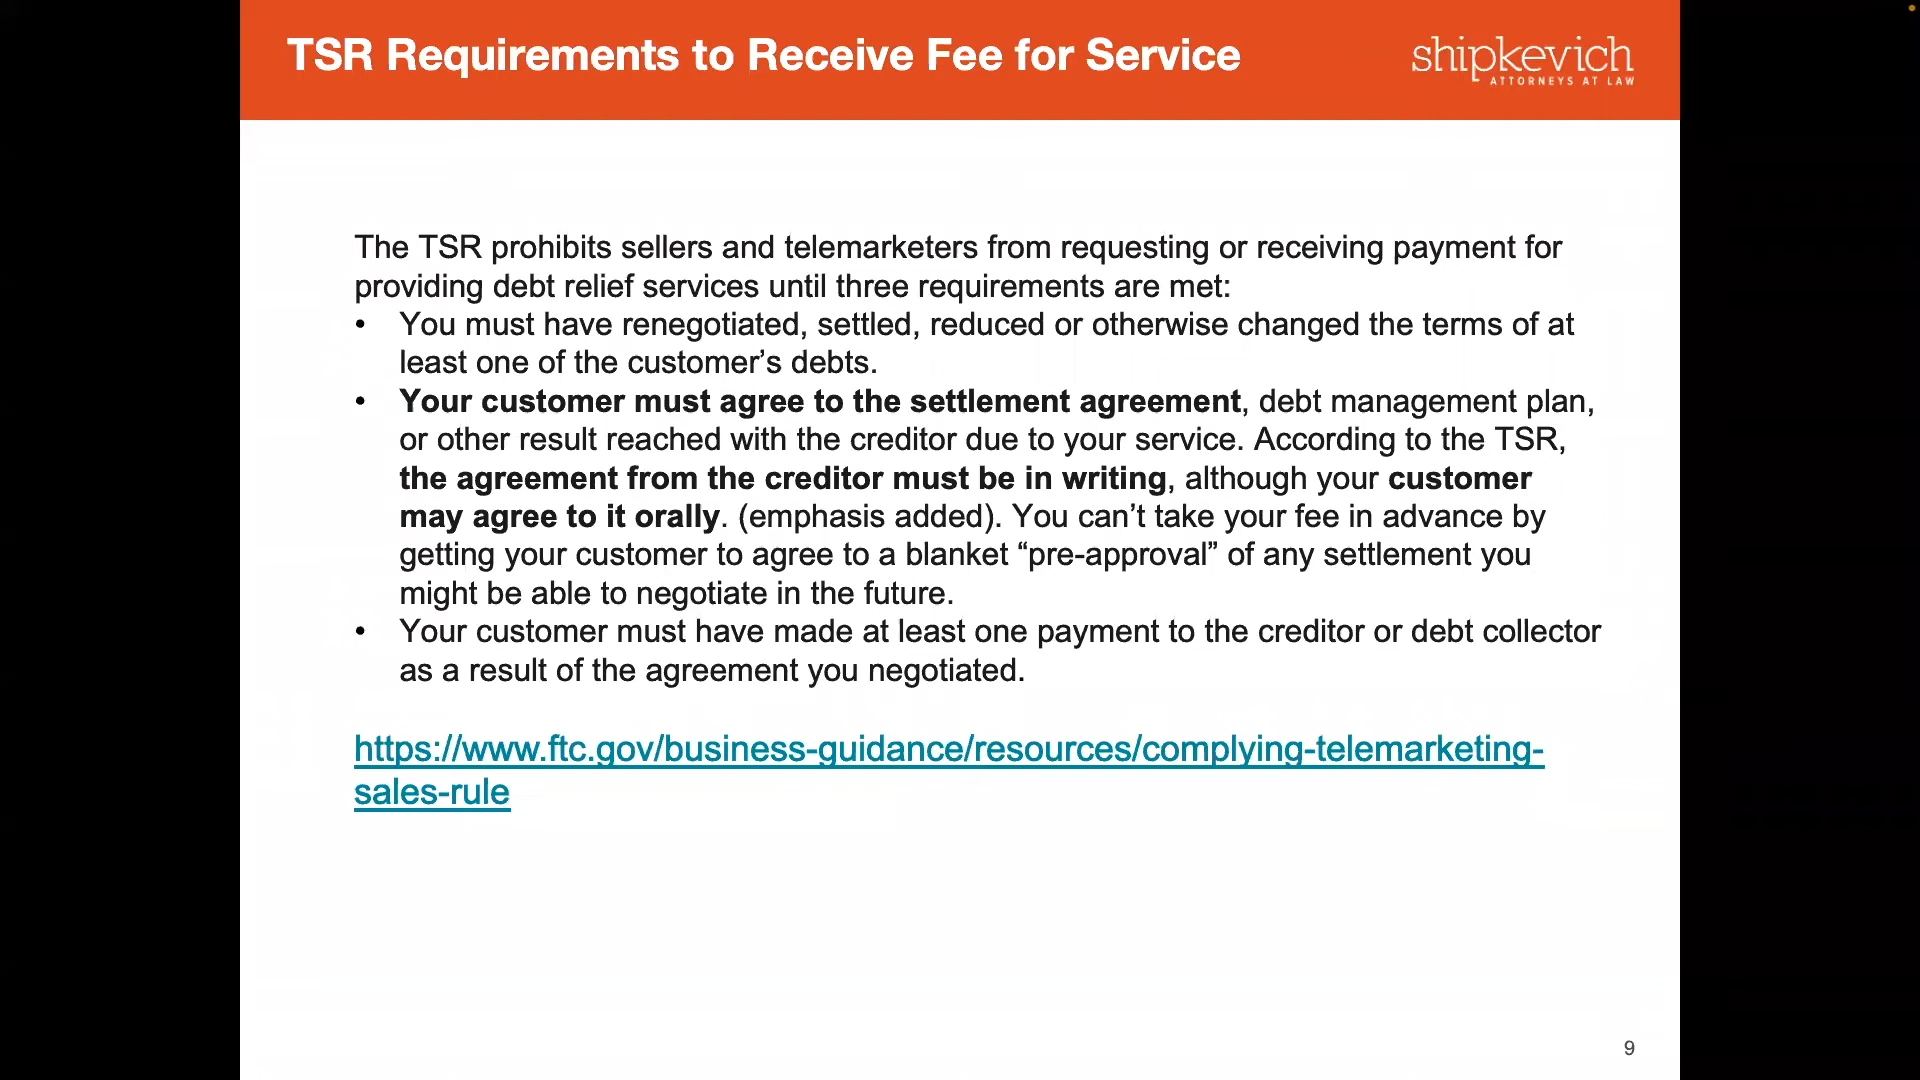 TSR Requirements to Receive Fee for Service
shipkevich
ATTORNEYS AT LAW
The TSR prohibits sellers and telemarketers from requesting or receiving payment for
providing debt relief services until three requirements are met:
• You must have renegotiated, settled, reduced or otherwise changed the terms of at
least one of the customer’s debts.
• Your customer must agree to the settlement agreement, debt management plan,
or other result reached with the creditor due to your service. According to the TSR,
the agreement from the creditor must be in writing, although your customer
may agree to it orally. (emphasis added). You can’t take your fee in advance by
getting your customer to agree to a blanket “pre-approval” of any settlement you
might be able to negotiate in the future.
• Your customer must have made at least one payment to the creditor or debt collector
as a result of the agreement you negotiated.
https://www.ftc.gov/business-guidance/resources/complying-telemarketing-
sales-rule
9